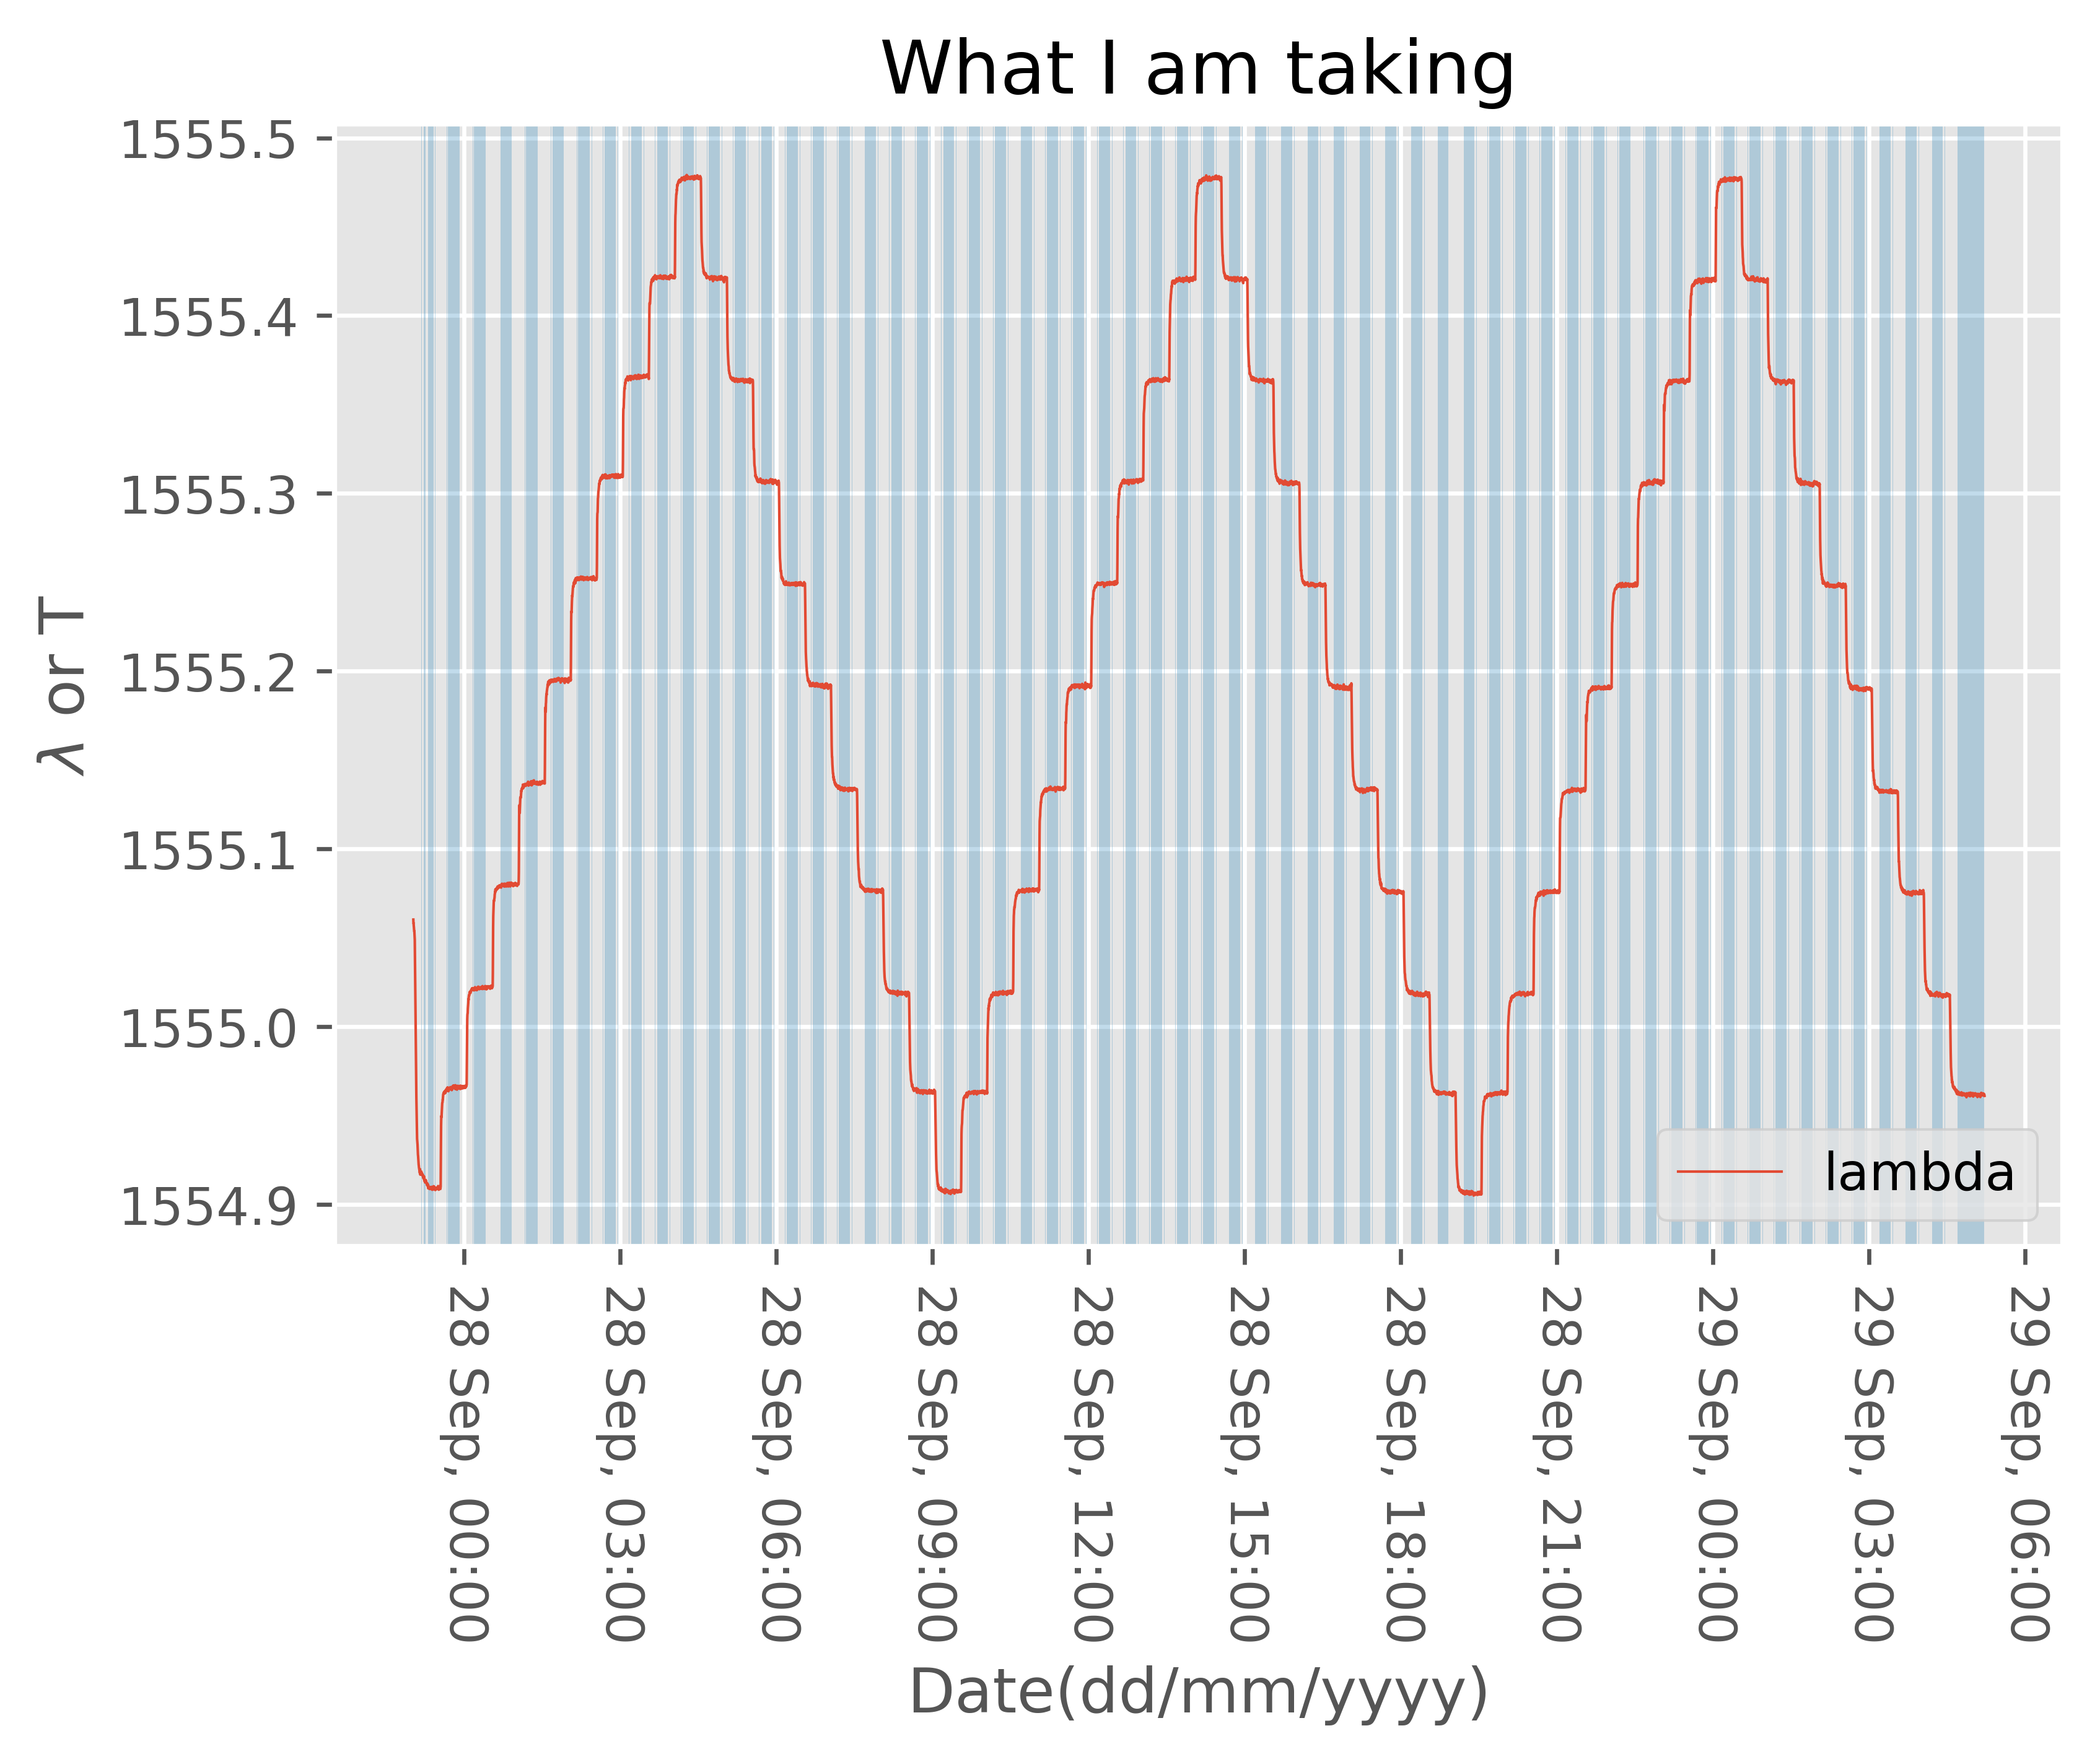 What I am taking
1555.5
1555.4
1555.3
1555.2
1555.1
1555.0
1554.9
λ or T
lambda
28 Sep, 00:00
28 Sep, 03:00
28 Sep, 06:00
28 Sep, 09:00
28 Sep, 12:00
28 Sep, 15:00
28 Sep, 18:00
28 Sep, 21:00
29 Sep, 00:00
29 Sep, 03:00
29 Sep, 06:00
Date(dd/mm/yyyy)